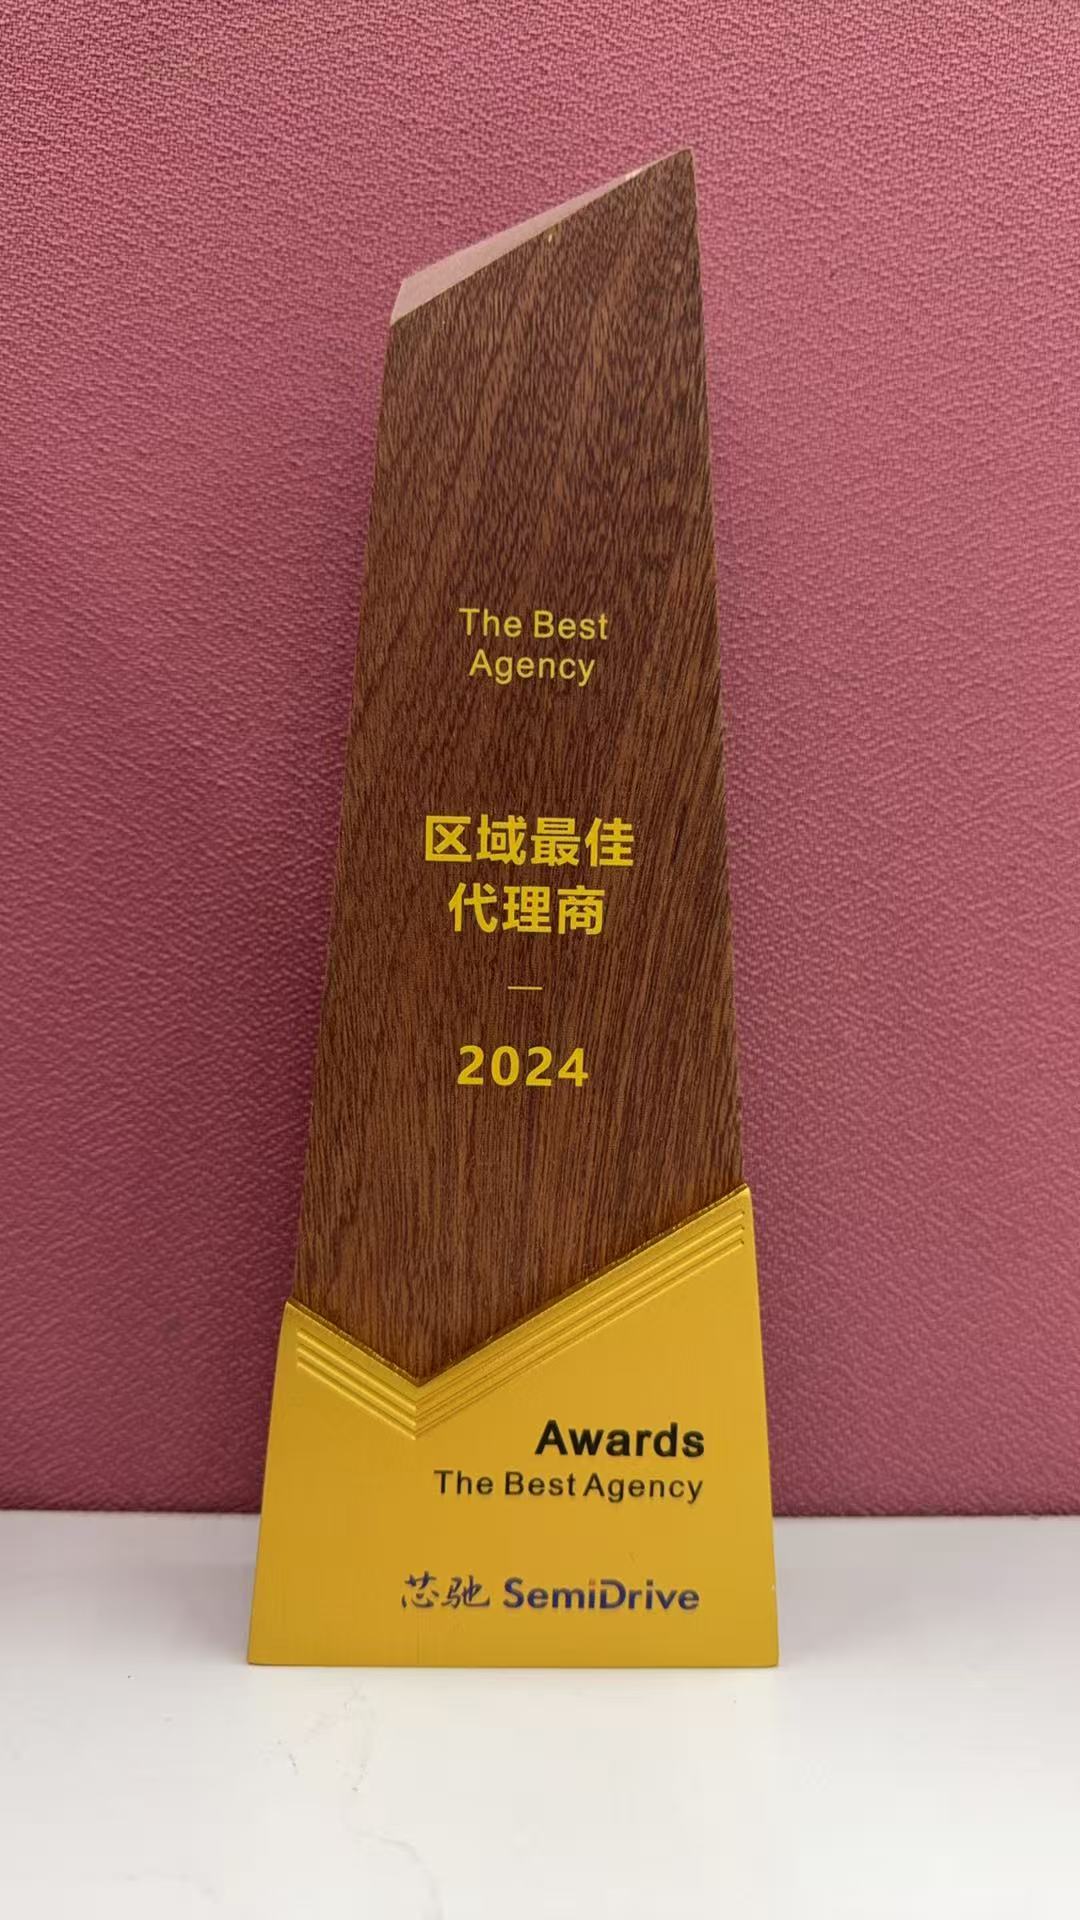 The Best
Agency
区域最佳
代理商
—
2024
Awards
The Best Agency
芯驰 SemiDrive